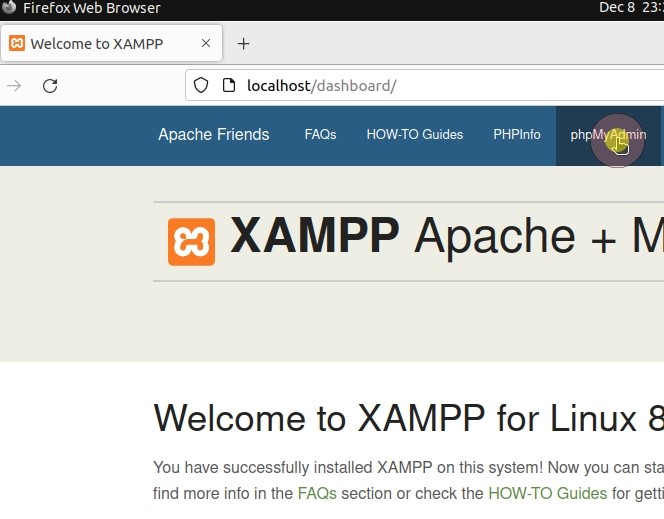 Firefox Web Browser Dec 8 23:
Welcome to XAMPP
localhost/dashboard/
Apache Friends FAQs HOW-TO Guides PHPInfo phpMyAdmin
XAMPP Apache + M
Welcome to XAMPP for Linux 8
You have successfully installed XAMPP on this system! Now you can sta
find more info in the FAQs section or check the HOW-TO Guides for getti